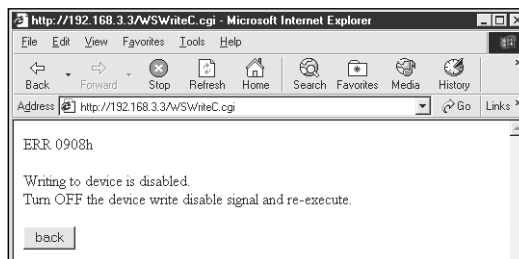 http://192.168.3.3/WSWriteC.cgi - Microsoft Internet Explorer
File Edit View Favorites Tools Help
Back Forward Stop Refresh Home Search Favorites Media History
Address http://192.168.3.3/WSWriteC.cgi Go Links
ERR 0908h
Writing to device is disabled.
Turn OFF the device write disable signal and re-execute.
back